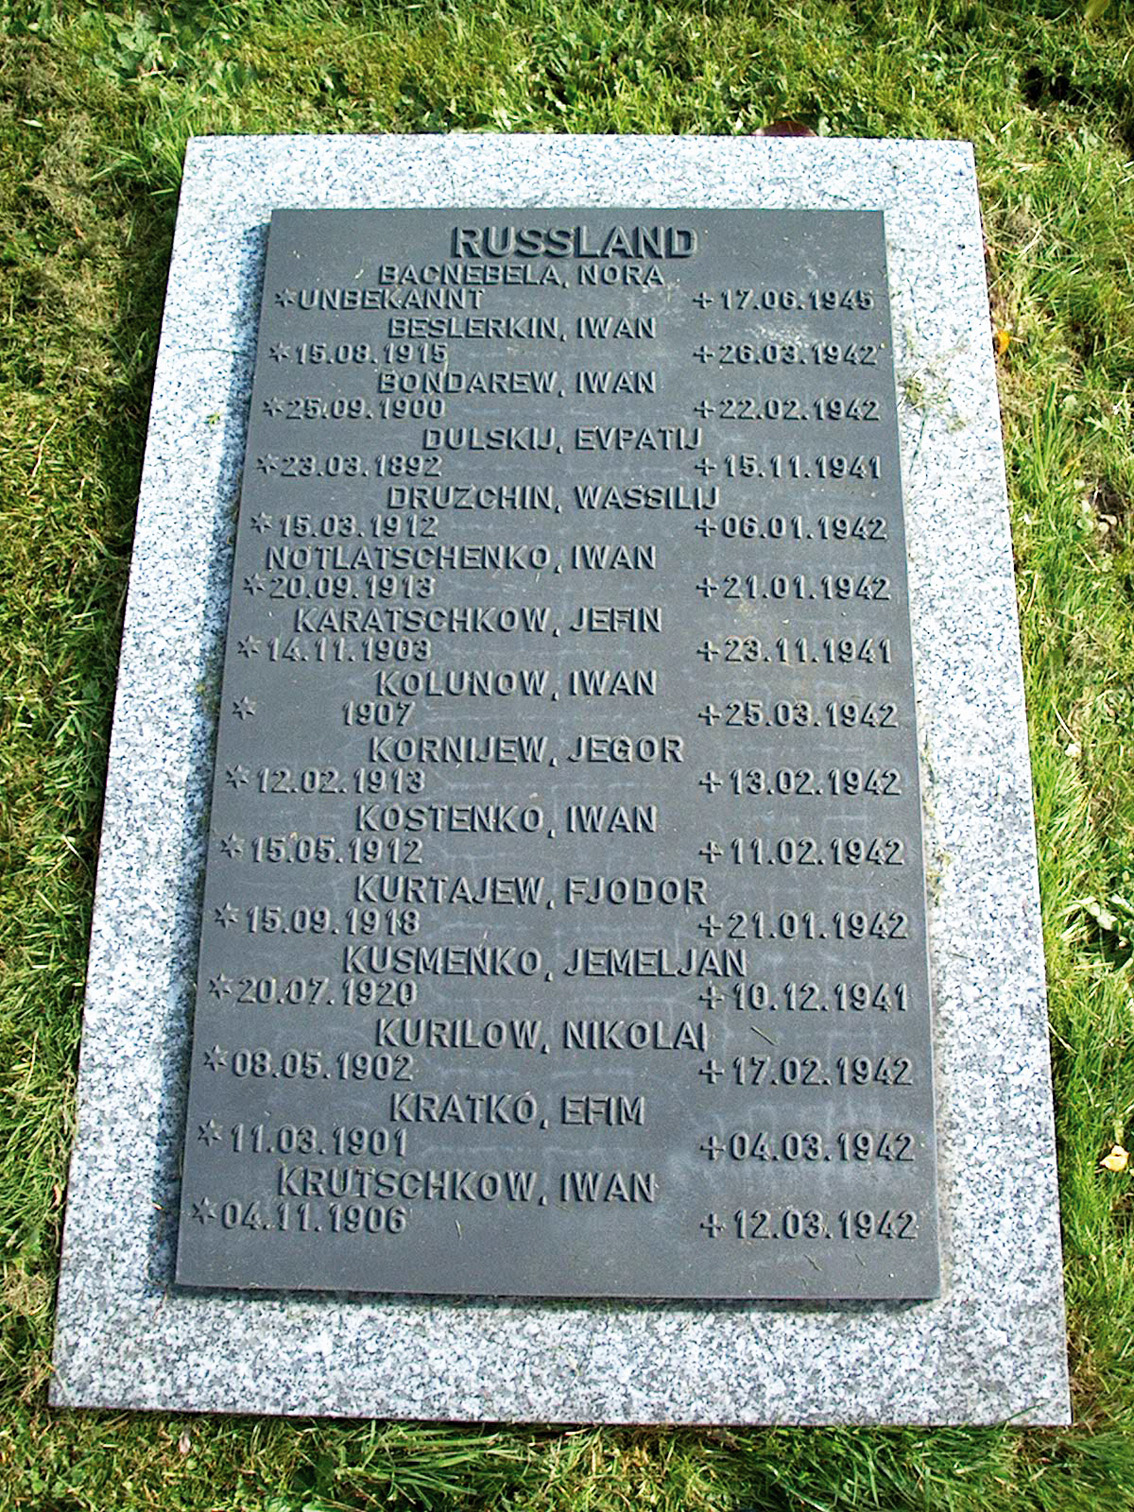 RUSSLAND
BACNEBELA, NORA
*UNBEKANNT +17.06.1945
BESLERKIN, IWAN
*15.08.1915 +26.03.1942
BONDAREW, IWAN
*25.09.1900 +22.02.1942
DULSKIJ, EVPATIJ
*23.03.1892 +15.11.1941
DRUZCHIN, WASSILIJ
*15.03.1912 +06.01.1942
NOTLATSCHENKO, IWAN
*20.09.1913 +21.01.1942
KARATSCHKOW, JEFIN
*14.11.1903 +23.11.1941
KOLUNOW, IWAN
* 1907 +25.03.1942
KORNIJEW, JEGOR
*12.02.1913 +13.02.1942
KOSTENKO, IWAN
*15.05.1912 +11.02.1942
KURTAJEW, FJODOR
*15.09.1918 +21.01.1942
KUSMENKO, JEMELJAN
*20.07.1920 +10.12.1941
KURILOW, NIKOLAJ
*08.05.1902 +17.02.1942
KRATKO, EFIM
*11.03.1901 +04.03.1942
KRUTSCHKOW, IWAN
*04.11.1906 +12.03.1942